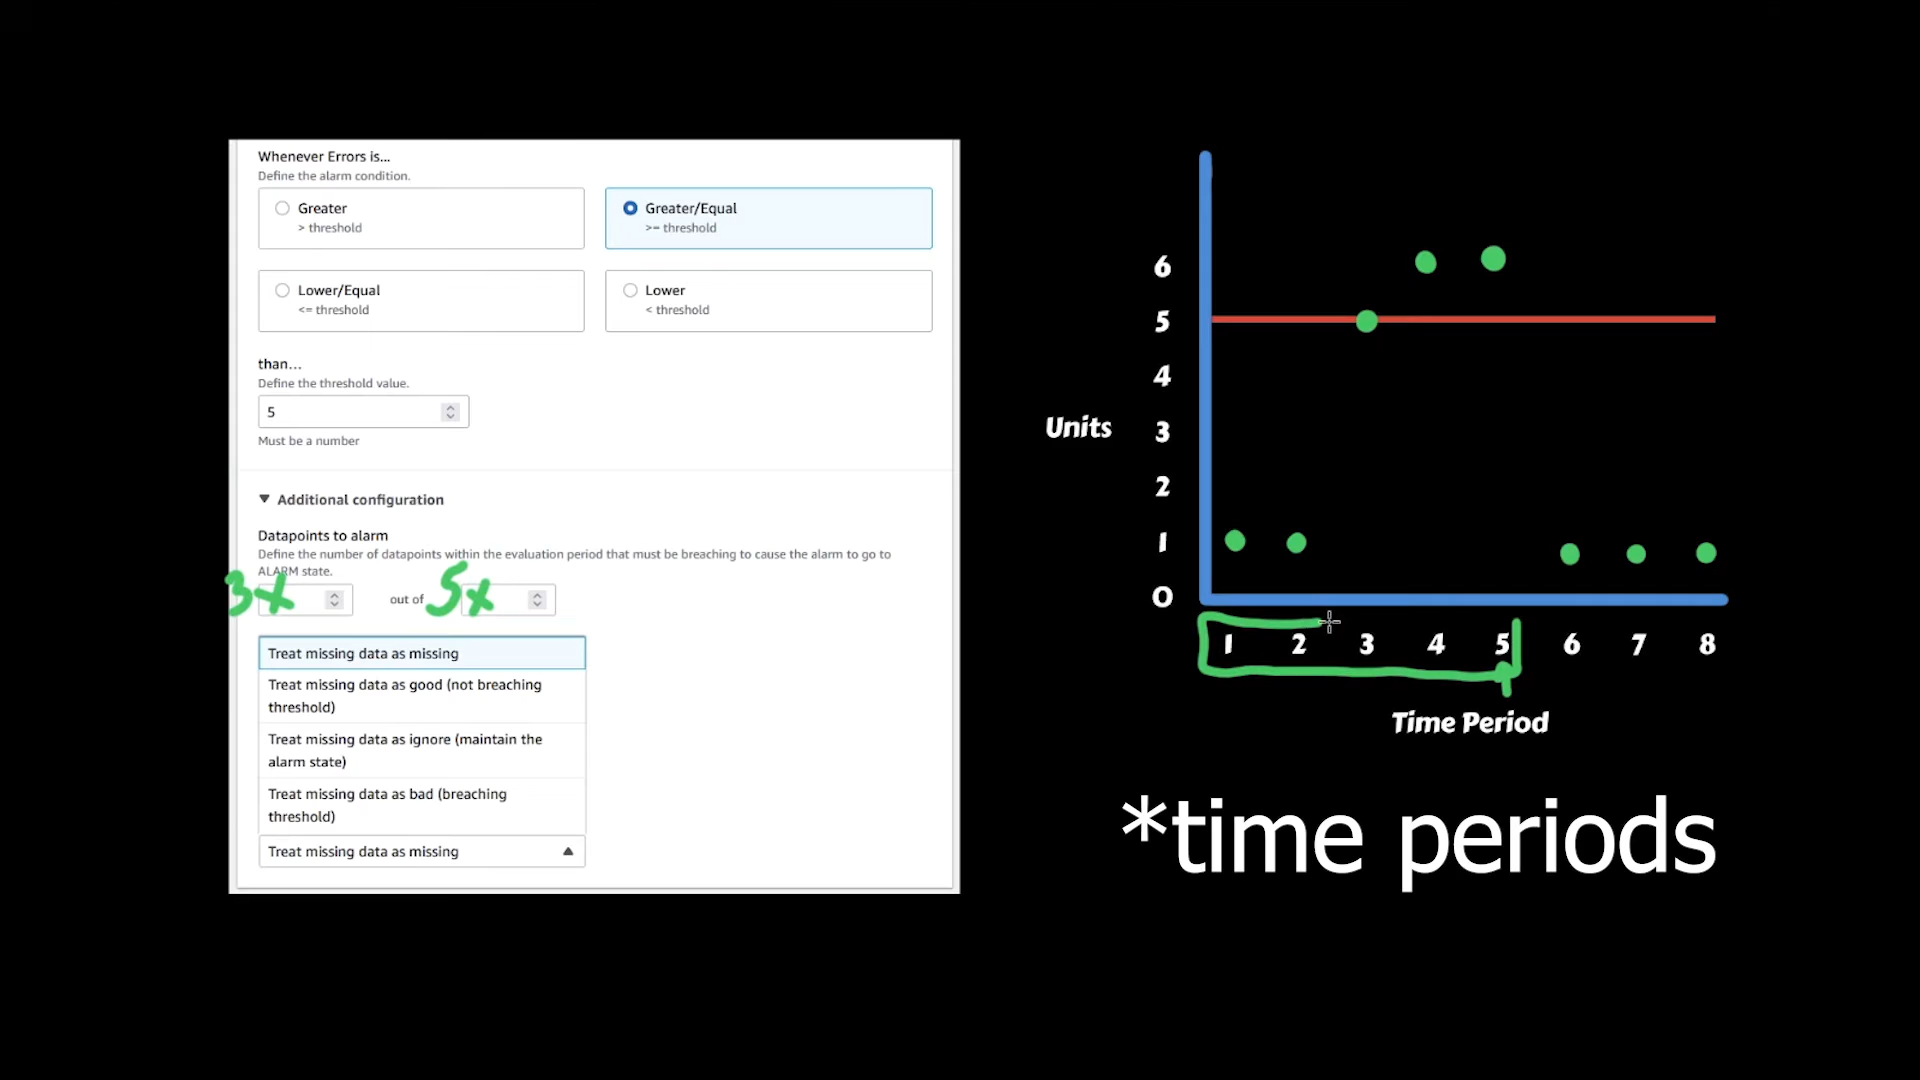 Whenever Errors is...
Define the alarm condition.
Greater
> threshold
Greater/Equal
>= threshold
Lower/Equal
<= threshold
Lower
< threshold
than...
Define the threshold value.
5
Must be a number
Additional configuration
Datapoints to alarm
Define the number of datapoints within the evaluation period that must be breaching to cause the alarm to go to
ALARM state.
3x out of 5x
Treat missing data as missing
Treat missing data as good (not breaching
threshold)
Treat missing data as ignore (maintain the
alarm state)
Treat missing data as bad (breaching
threshold)
Treat missing data as missing
6
5
4
Units
3
2
1
0
1 2 3 4 5 6 7 8
Time Period
*time periods